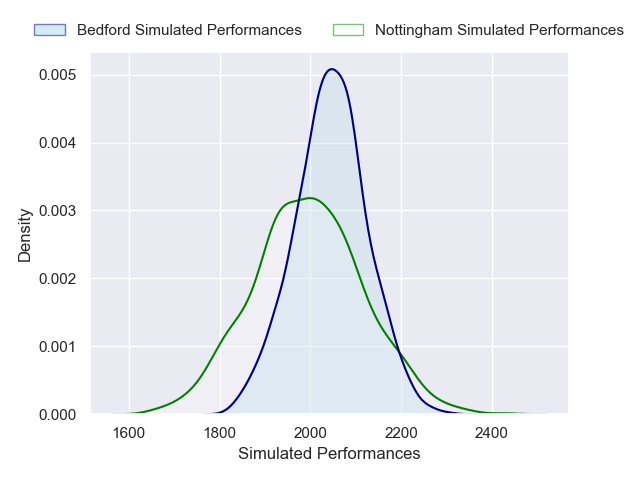 Bedford Simulated Performances
Nottingham Simulated Performances
0.005
0.004
0.003
0.002
0.001
0.000
Density
1600
1800
2000
2200
2400
Simulated Performances